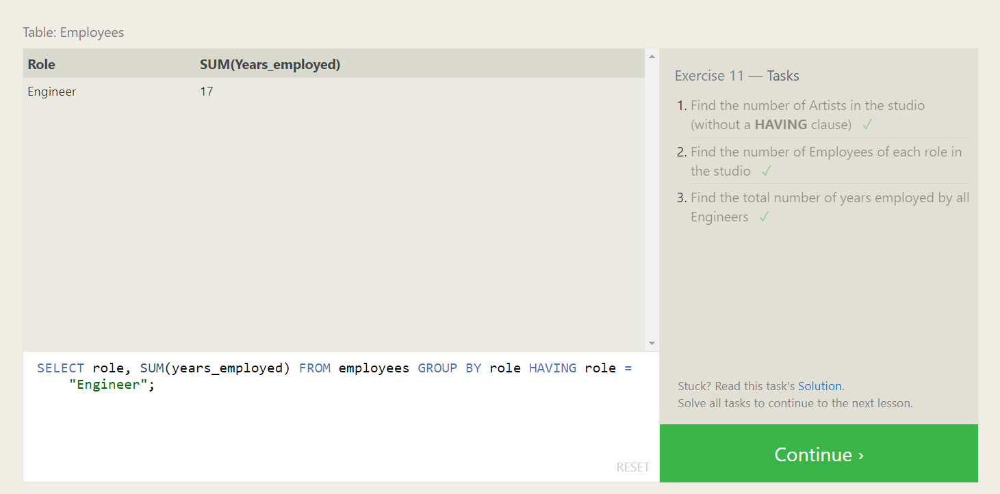 Table: Employees
Role SUM(Years_employed)
Engineer 17
SELECT role, SUM(years_employed) FROM employees GROUP BY role HAVING role =
"Engineer";
RESET
Exercise 11 — Tasks
1. Find the number of Artists in the studio
(without a HAVING clause) ✓
2. Find the number of Employees of each role in
the studio ✓
3. Find the total number of years employed by all
Engineers ✓
Stuck? Read this task's Solution.
Solve all tasks to continue to the next lesson.
Continue ›